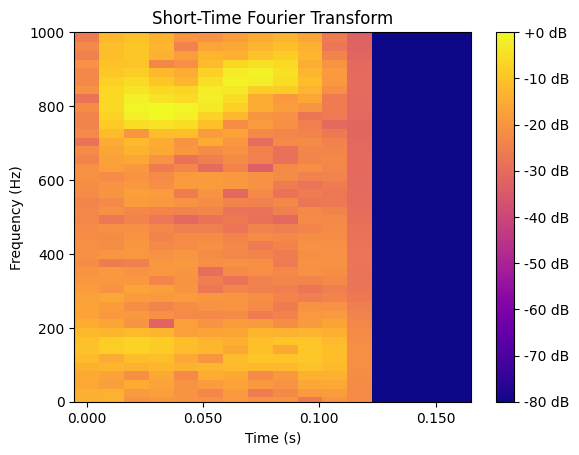 Short-Time Fourier Transform
1000
800
600
400
200
0
Frequency (Hz)
0.000
0.050
0.100
0.150
Time (s)
+0 dB
-10 dB
-20 dB
-30 dB
-40 dB
-50 dB
-60 dB
-70 dB
-80 dB